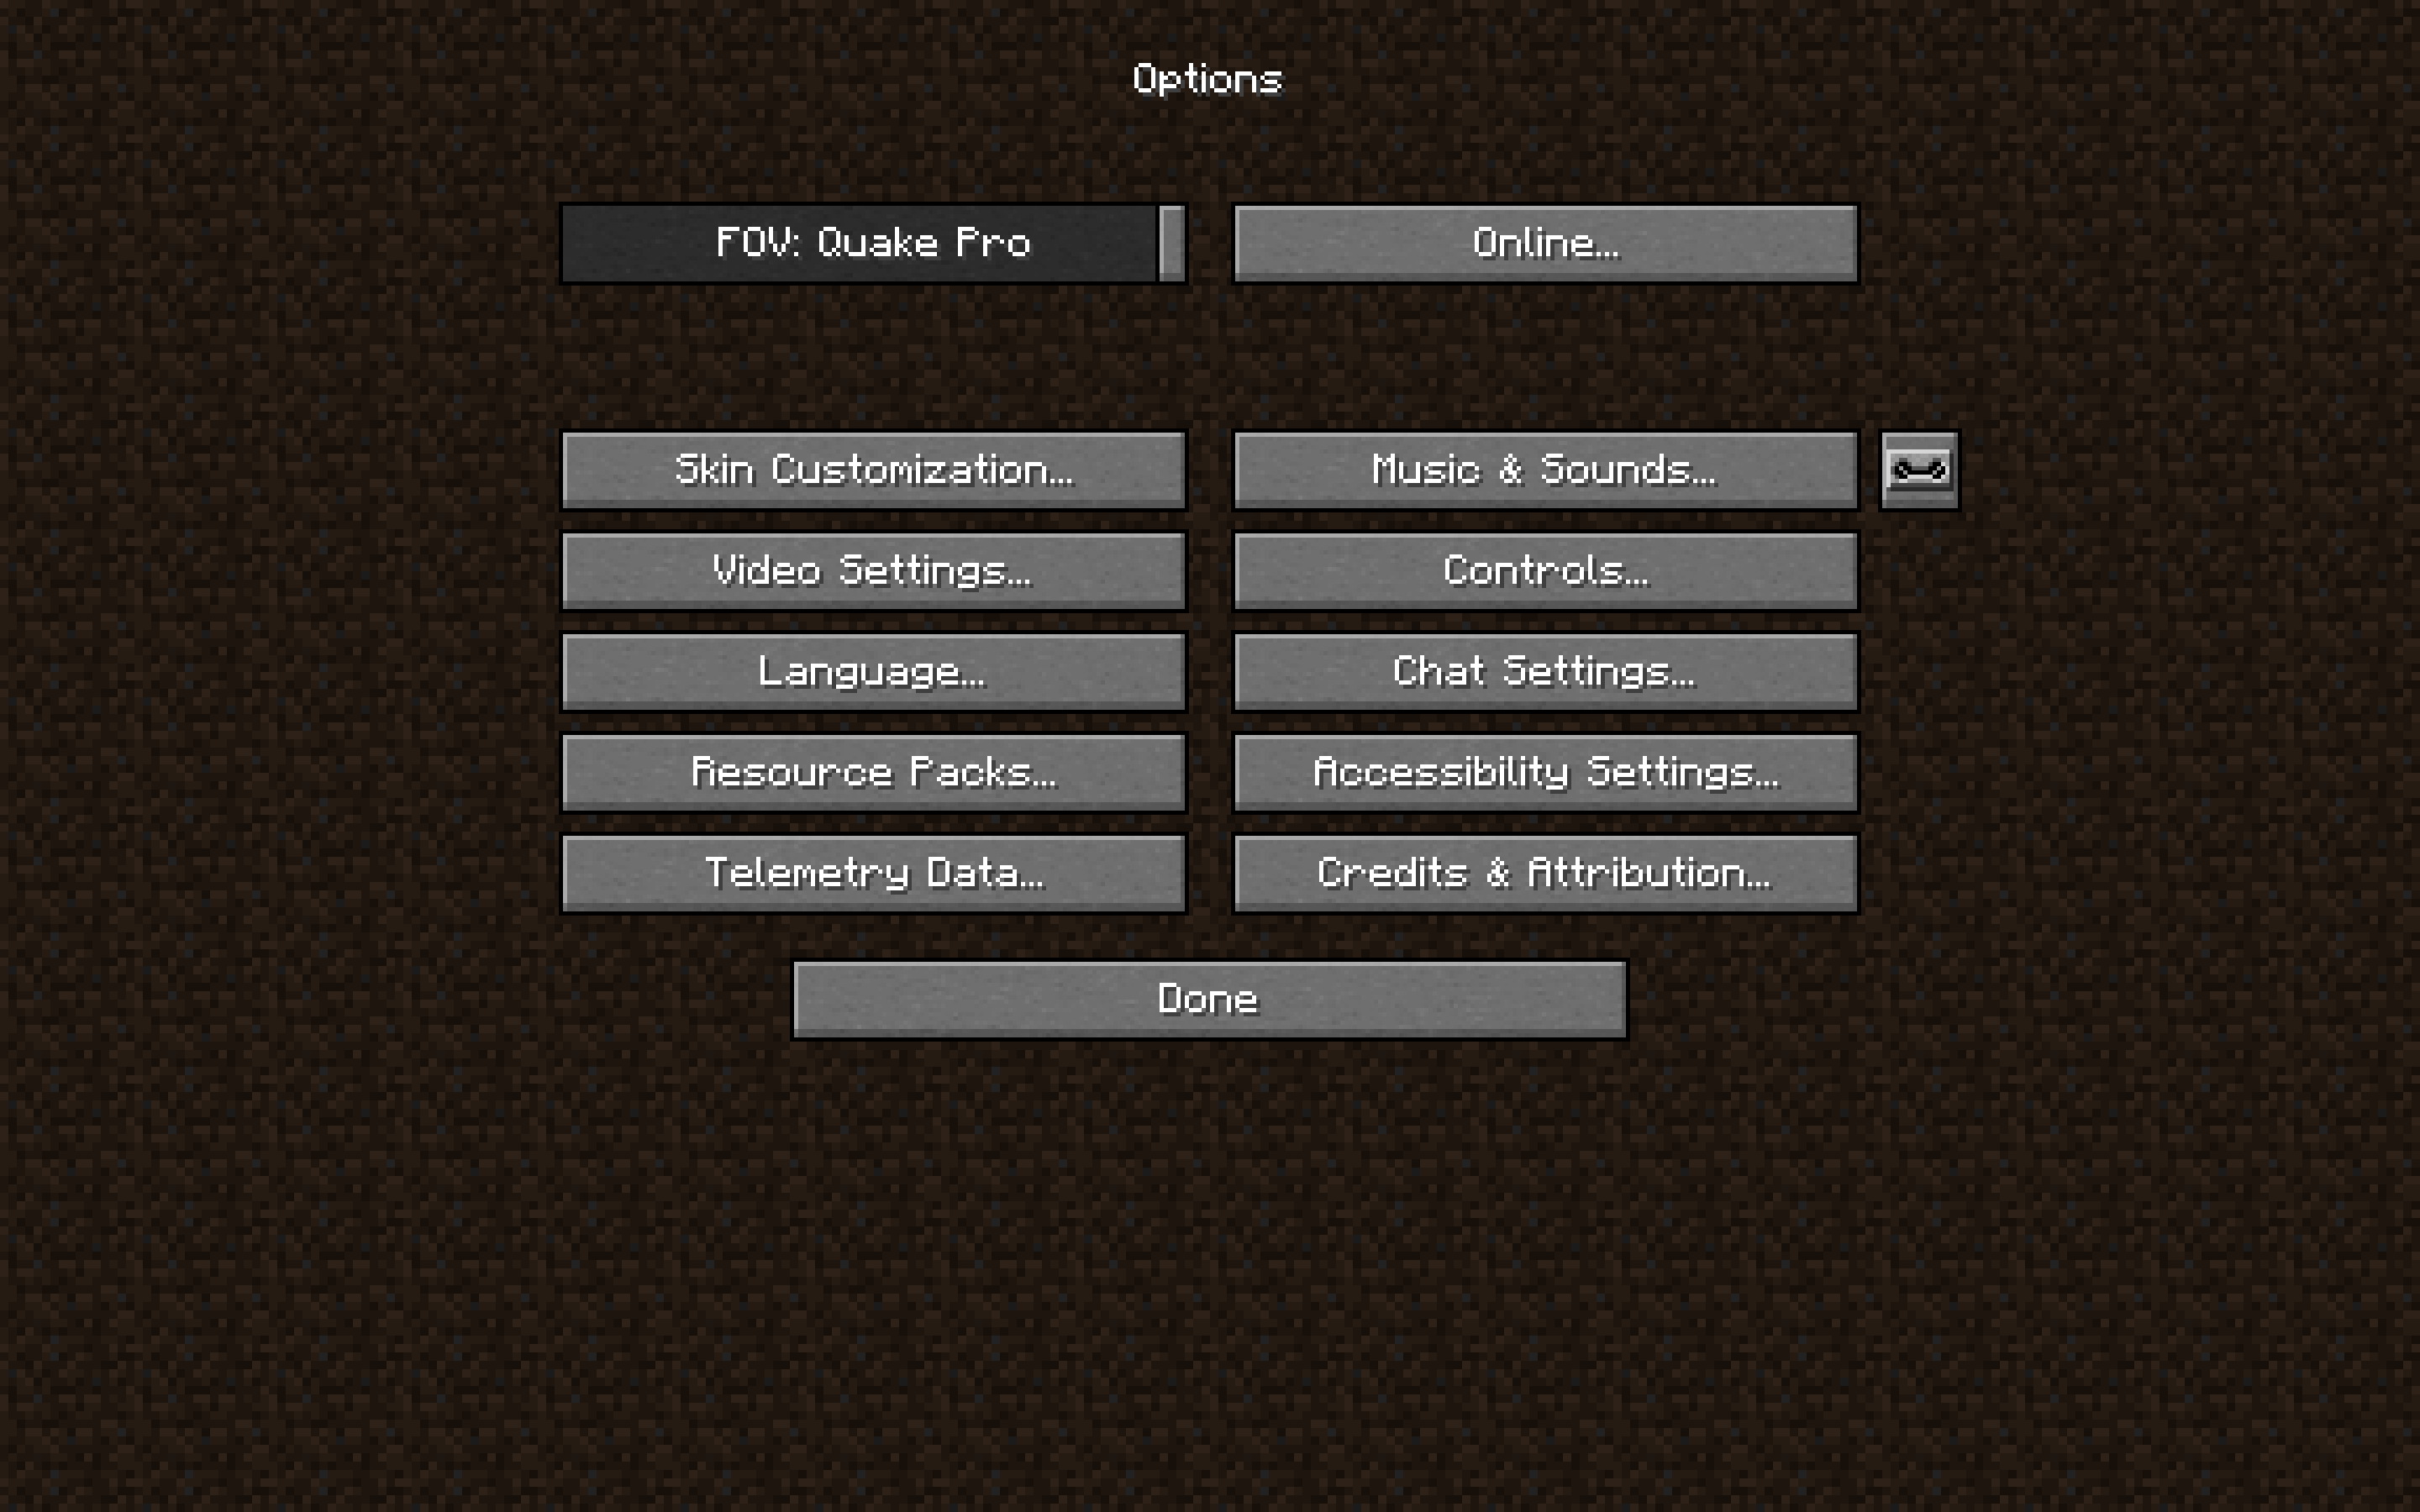 Options
FOV: Quake Pro
Online...
Skin Customization...
Music & Sounds...
Video Settings...
Controls...
Language...
Chat Settings...
Resource Packs...
Accessibility Settings...
Telemetry Data...
Credits & Attribution...
Done